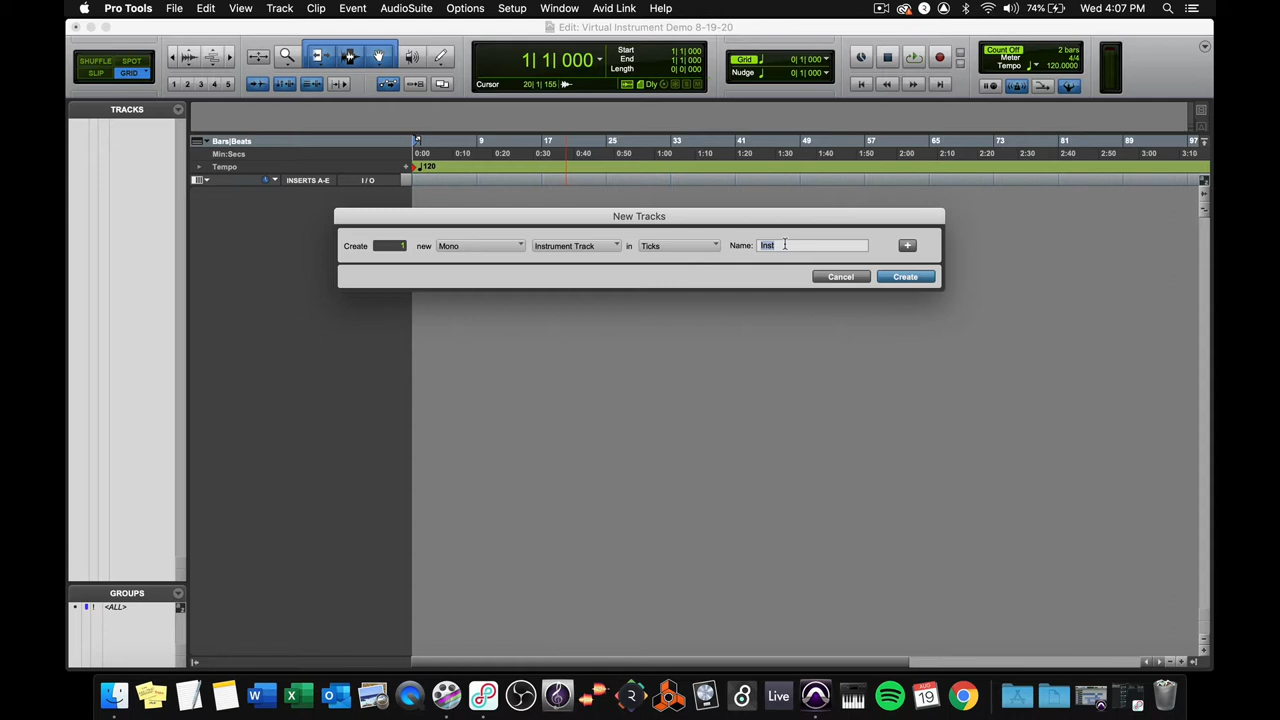 Pro Tools File Edit View Track Clip Event AudioSuite Options Setup Window Avid Link Help 74% Wed 4:07 PM
Edit: Virtual Instrument Demo 8-19-20
SHUFFLE SPOT
SLIP GRID
1 2 3 4 5
1| 1| 000
Start 1| 1| 000
End 1| 1| 000
Length 0| 0| 000
Cursor 20| 1| 155 Dly
Grid 0| 1| 000
Nudge 0| 1| 000
Count Off 2 bars
Meter 4/4
Tempo 120.0000
TRACKS
Bars|Beats 9 17 25 33 41 49 57 65 73 81 89 97
Min:Secs 0:00 0:10 0:20 0:30 0:40 0:50 1:00 1:10 1:20 1:30 1:40 1:50 2:00 2:10 2:20 2:30 2:40 2:50 3:00 3:10
Tempo + 120
INSERTS A-E I / O
New Tracks
Create 1 new Mono Instrument Track in Ticks Name: Inst +
Cancel Create
GROUPS
! <ALL>
Live
AUG
19